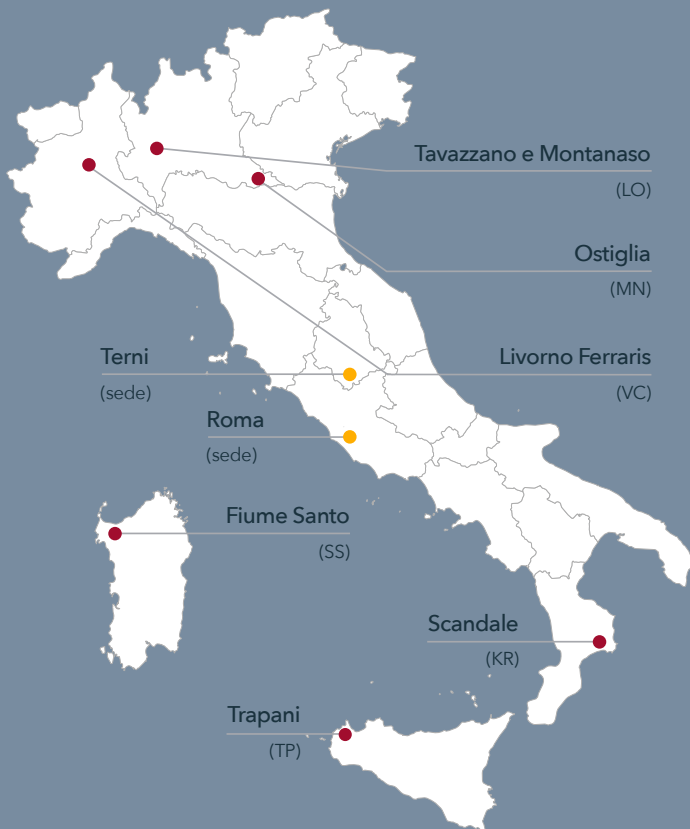 Tavazzano e Montanaso
(LO)
Ostiglia
(MN)
Terni
(sede)
Livorno Ferraris
(VC)
Roma
(sede)
Fiume Santo
(SS)
Scandale
(KR)
Trapani
(TP)